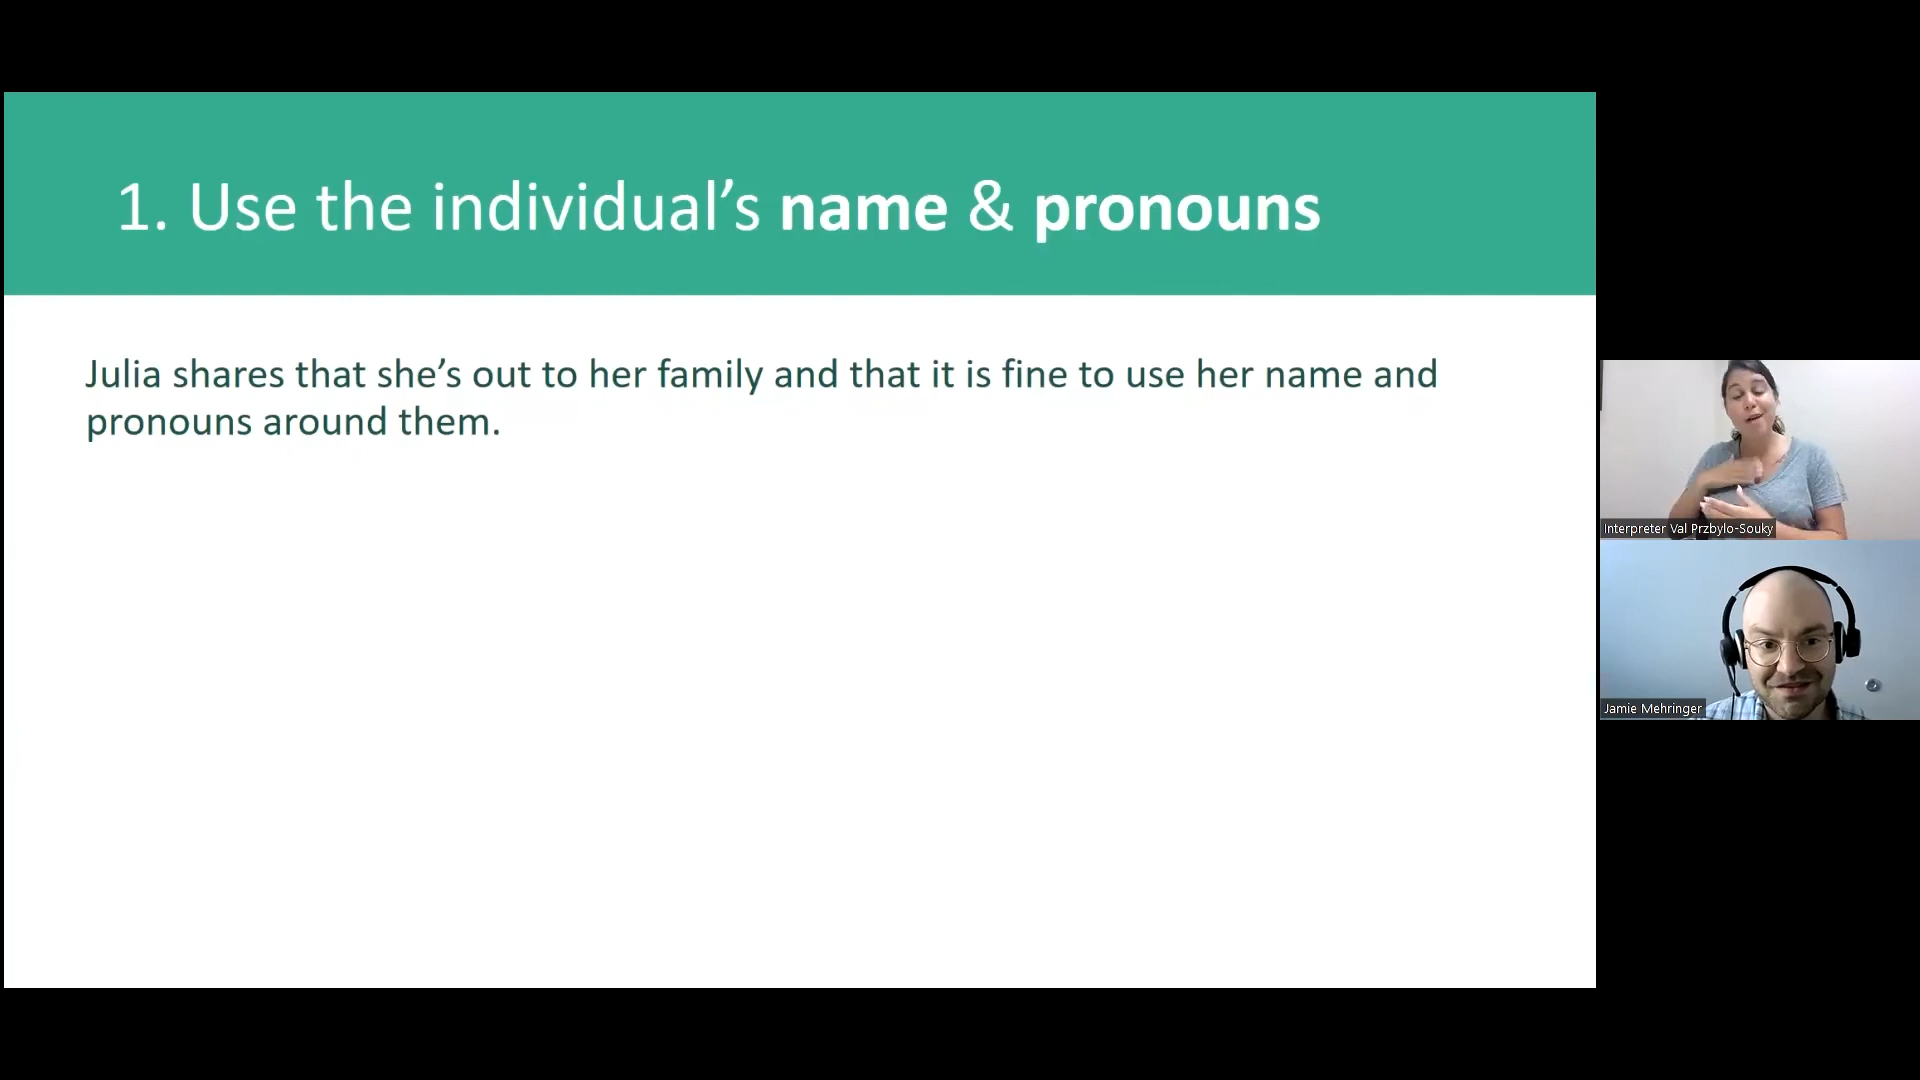 1. Use the individual’s name & pronouns
Julia shares that she’s out to her family and that it is fine to use her name and
pronouns around them.
Interpreter Val Przbylo-Souky
Jamie Mehringer